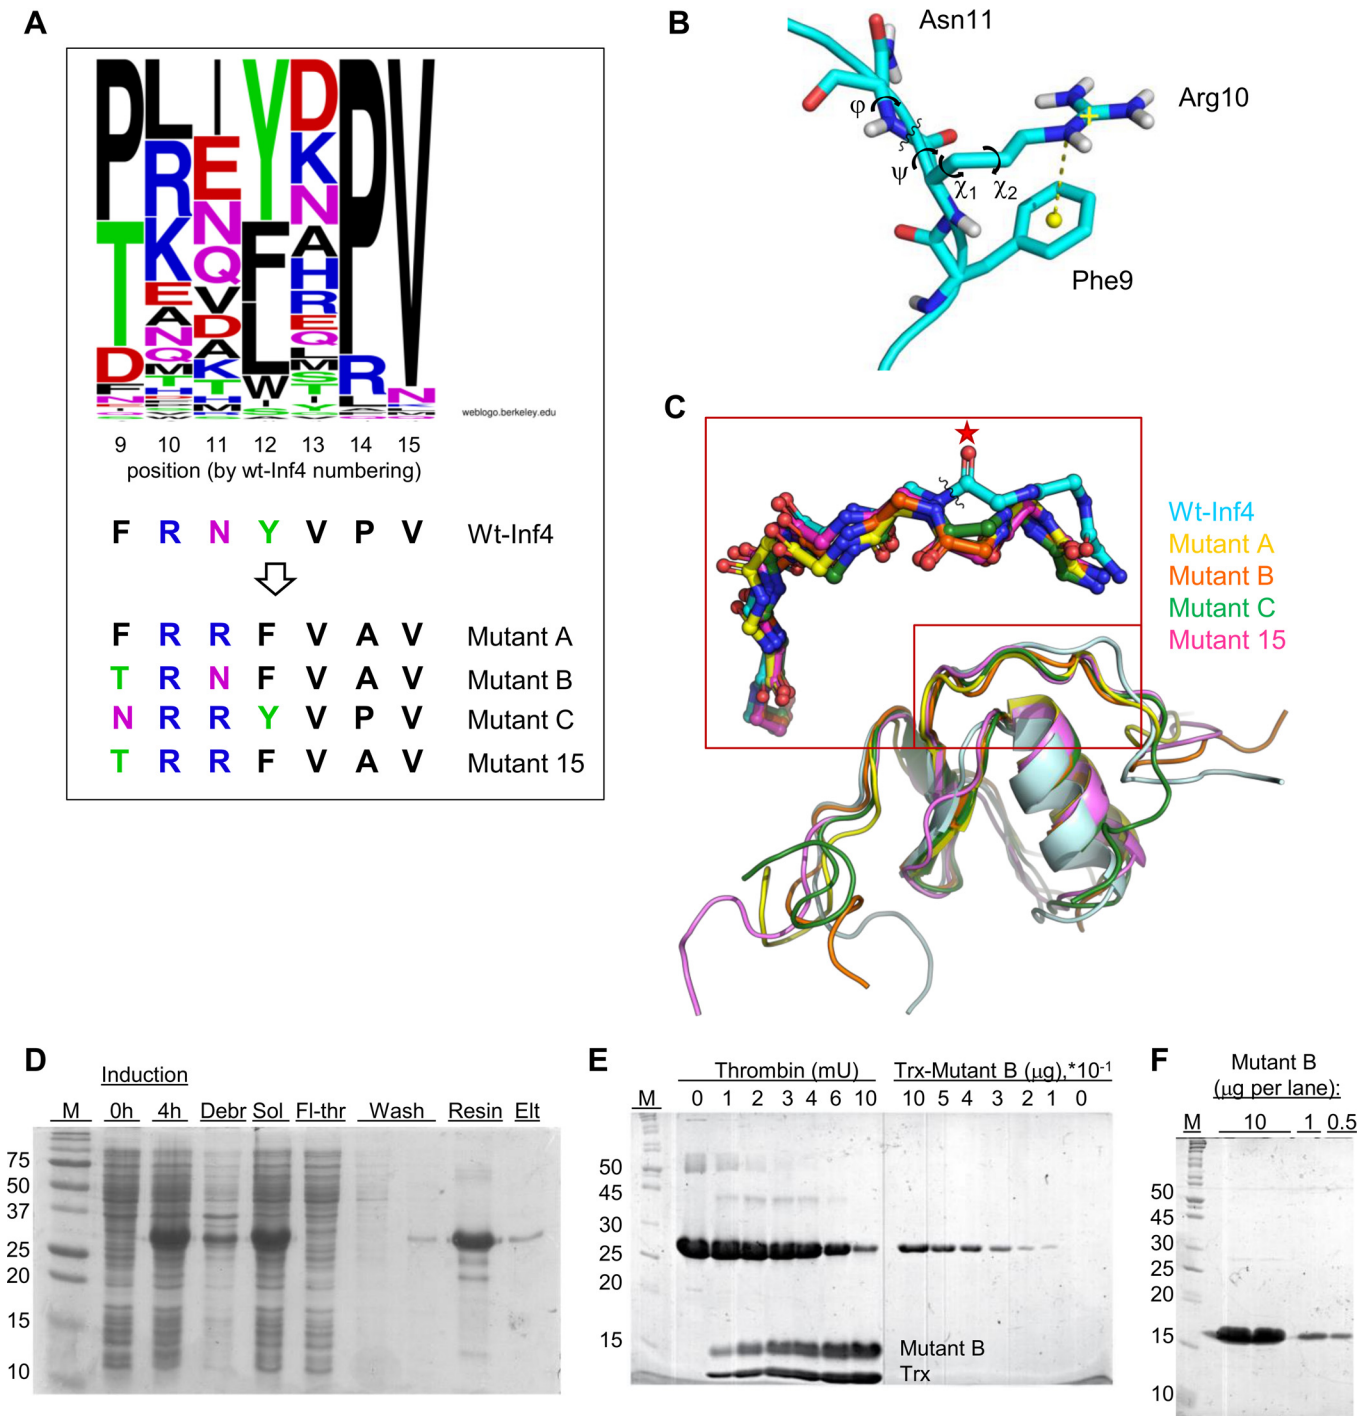 A
weblogo.berkeley.edu
9 10 11 12 13 14 15
position (by wt-Inf4 numbering)
F R N Y V P V Wt-Inf4
F R R F V A V Mutant A
T R N F V A V Mutant B
N R R Y V P V Mutant C
T R R F V A V Mutant 15
B
Asn11
Arg10
φ
ψ
χ1 χ2
Phe9
C
Wt-Inf4
Mutant A
Mutant B
Mutant C
Mutant 15
D
Induction
M 0h 4h Debr Sol Fl-thr Wash Resin Elt
75
50
37
25
20
15
10
E
Thrombin (mU) Trx-Mutant B (µg),*10-1
M 0 1 2 3 4 6 10 10 5 4 3 2 1 0
50
45
30
25
20
15
Mutant B
Trx
F
Mutant B
(µg per lane):
M 10 1 0.5
50
45
30
25
20
15
10